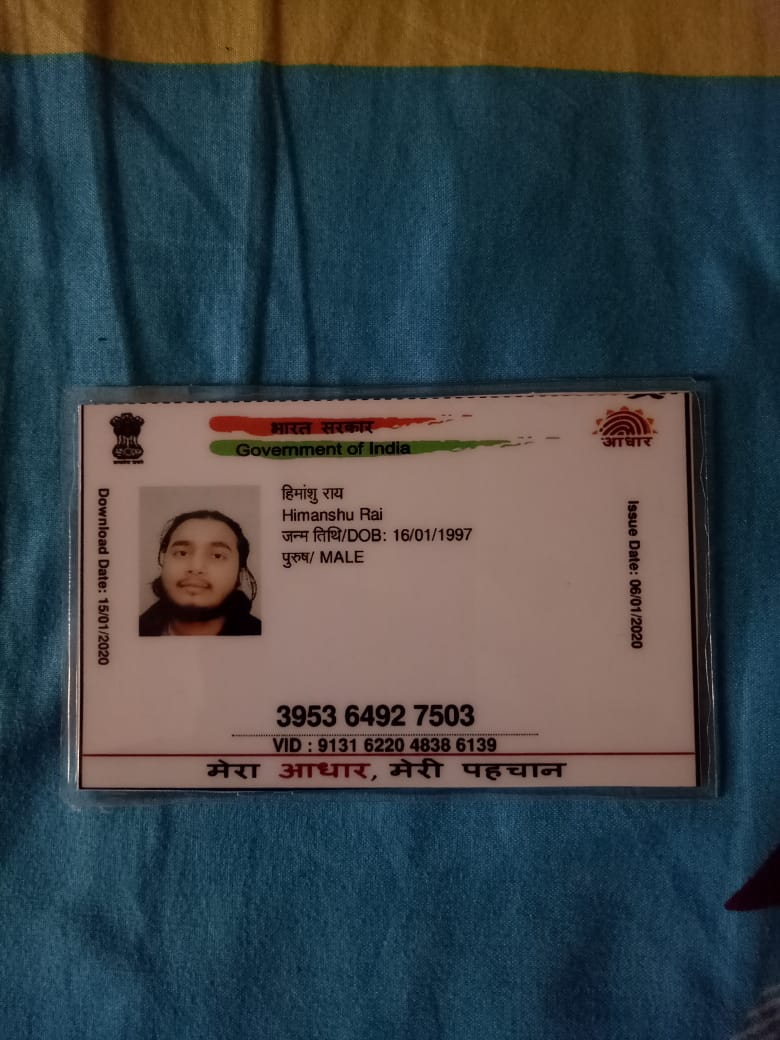 भारत सरकार
Government of India
आधार
Download Date: 15/01/2020
हिमांशु राय
Himanshu Rai
जन्म तिथि/DOB: 16/01/1997
पुरुष/ MALE
Issue Date: 06/01/2020
3953 6492 7503
VID : 9131 6220 4838 6139
मेरा आधार, मेरी पहचान